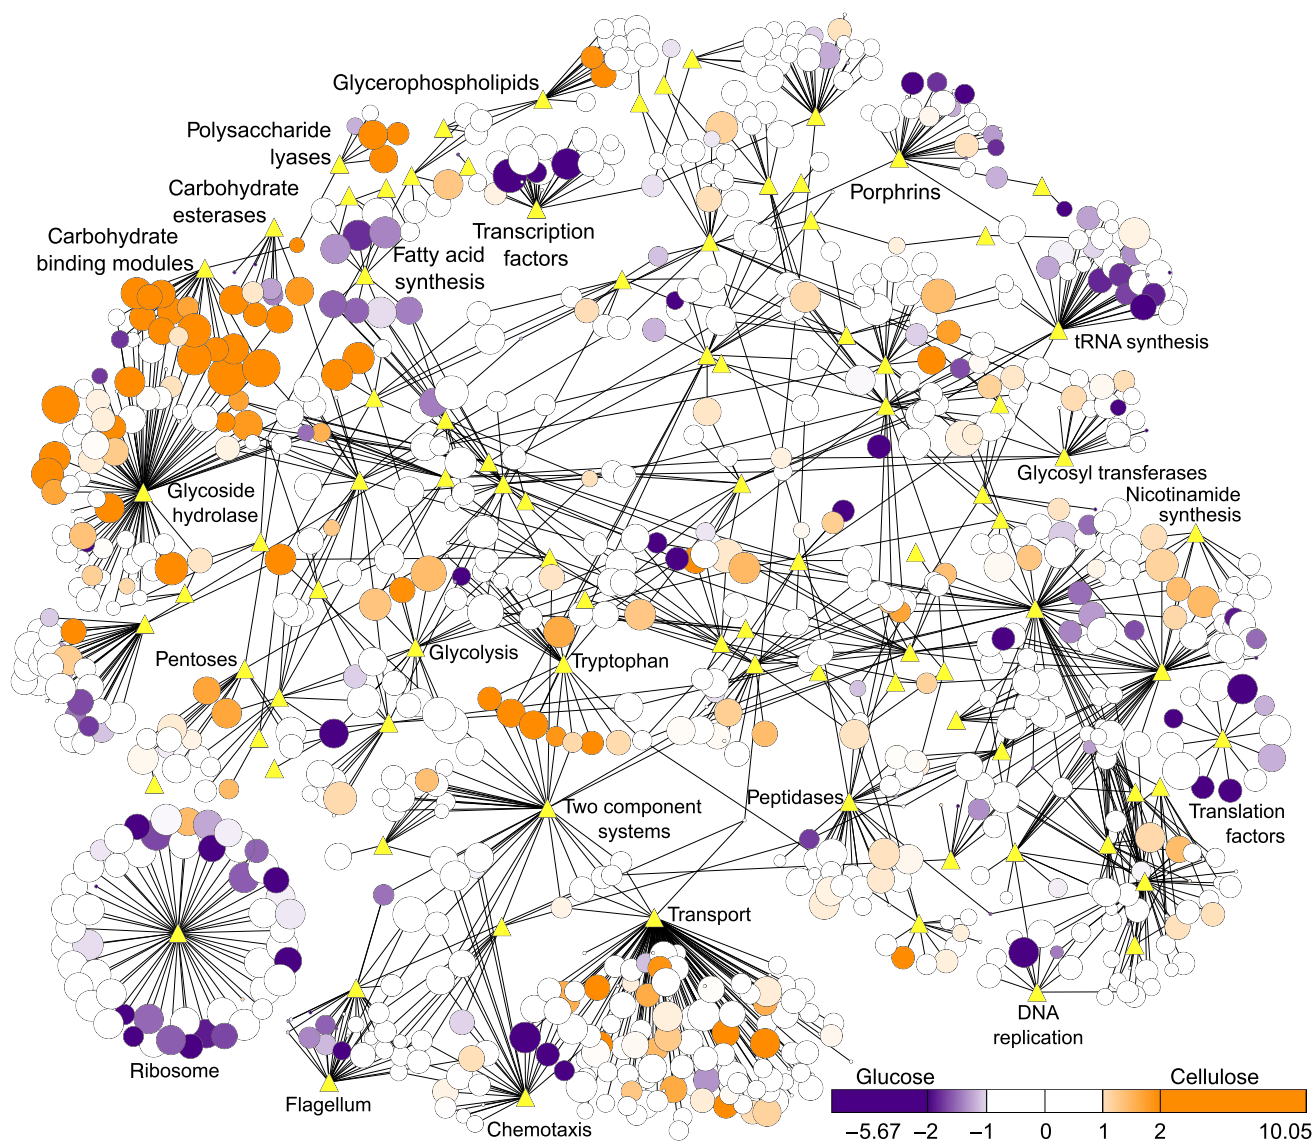 Glycerophospholipids
Polysaccharide
lyases
Carbohydrate
esterases
Carbohydrate
binding modules
Transcription
factors
Fatty acid
synthesis
Porphrins
tRNA synthesis
Glycosyl transferases
Nicotinamide
synthesis
Glycoside
hydrolase
Pentoses
Glycolysis
Tryptophan
Two component
systems
Peptidases
Translation
factors
Transport
DNA
replication
Ribosome
Flagellum
Chemotaxis
Glucose
Cellulose
−5.67 −2 −1 0 1 2 10.05